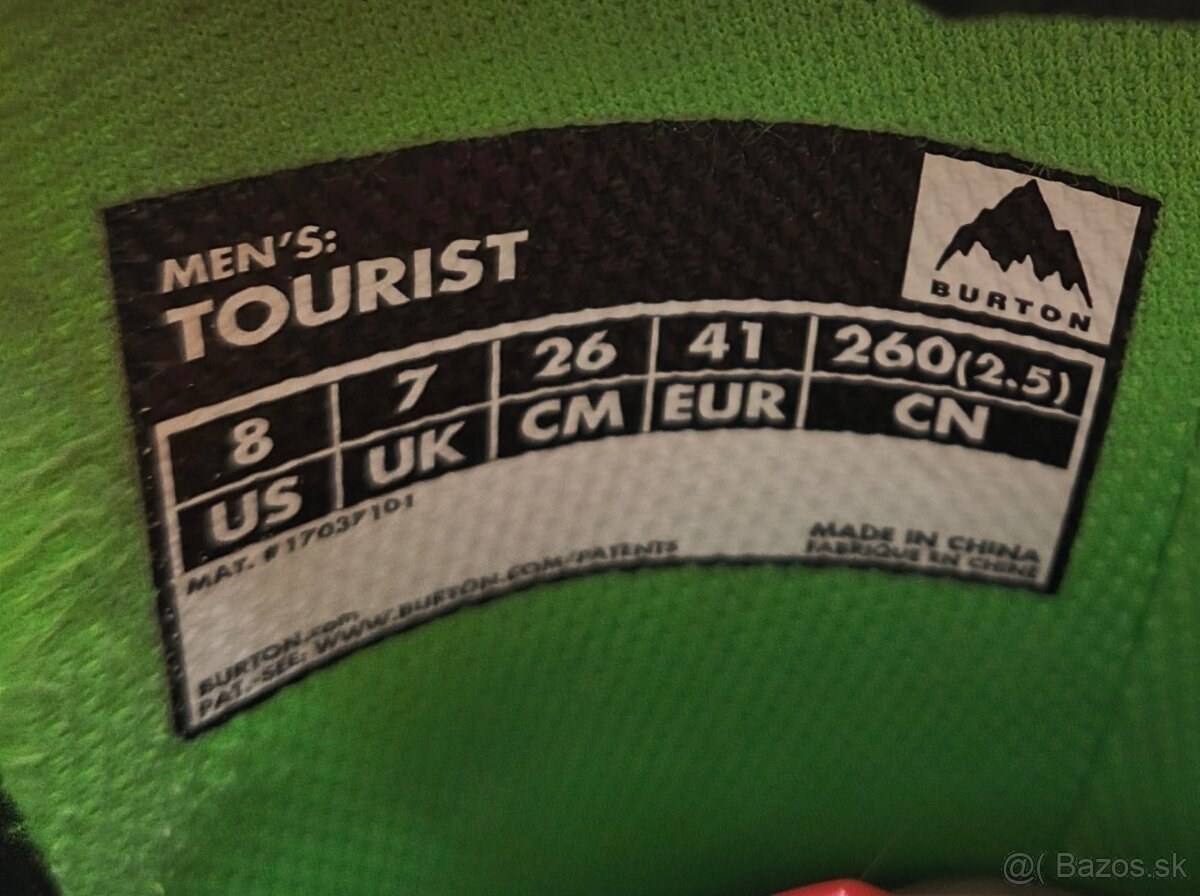 MEN'S:
TOURIST
BURTON
8 7 26 41 260(2.5)
US UK CM EUR CN
MAT. #17037101
MADE IN CHINA
FABRIQUE EN CHINE
BURTON.com
PAT.-SEE: WWW.BURTON.COM/PATENTS
@( Bazos.sk